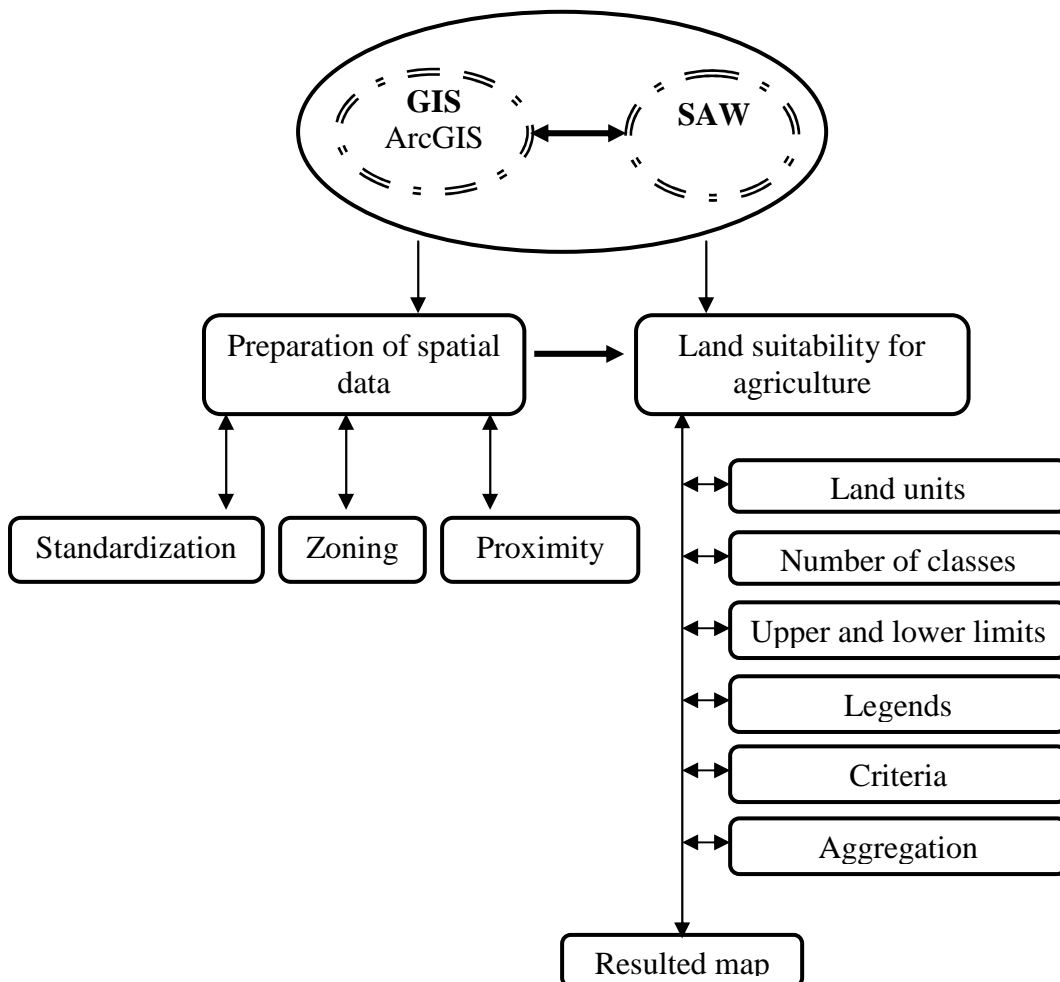 GIS
ArcGIS
SAW
Preparation of spatial
data
Land suitability for
agriculture
Standardization
Zoning
Proximity
Land units
Number of classes
Upper and lower limits
Legends
Criteria
Aggregation
Resulted map